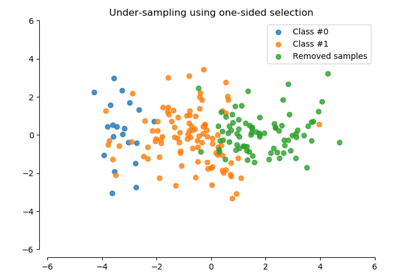 Under-sampling using one-sided selection
Class #0
Class #1
Removed samples
6
4
2
0
−2
−4
−6
−6 −4 −2 0 2 4 6